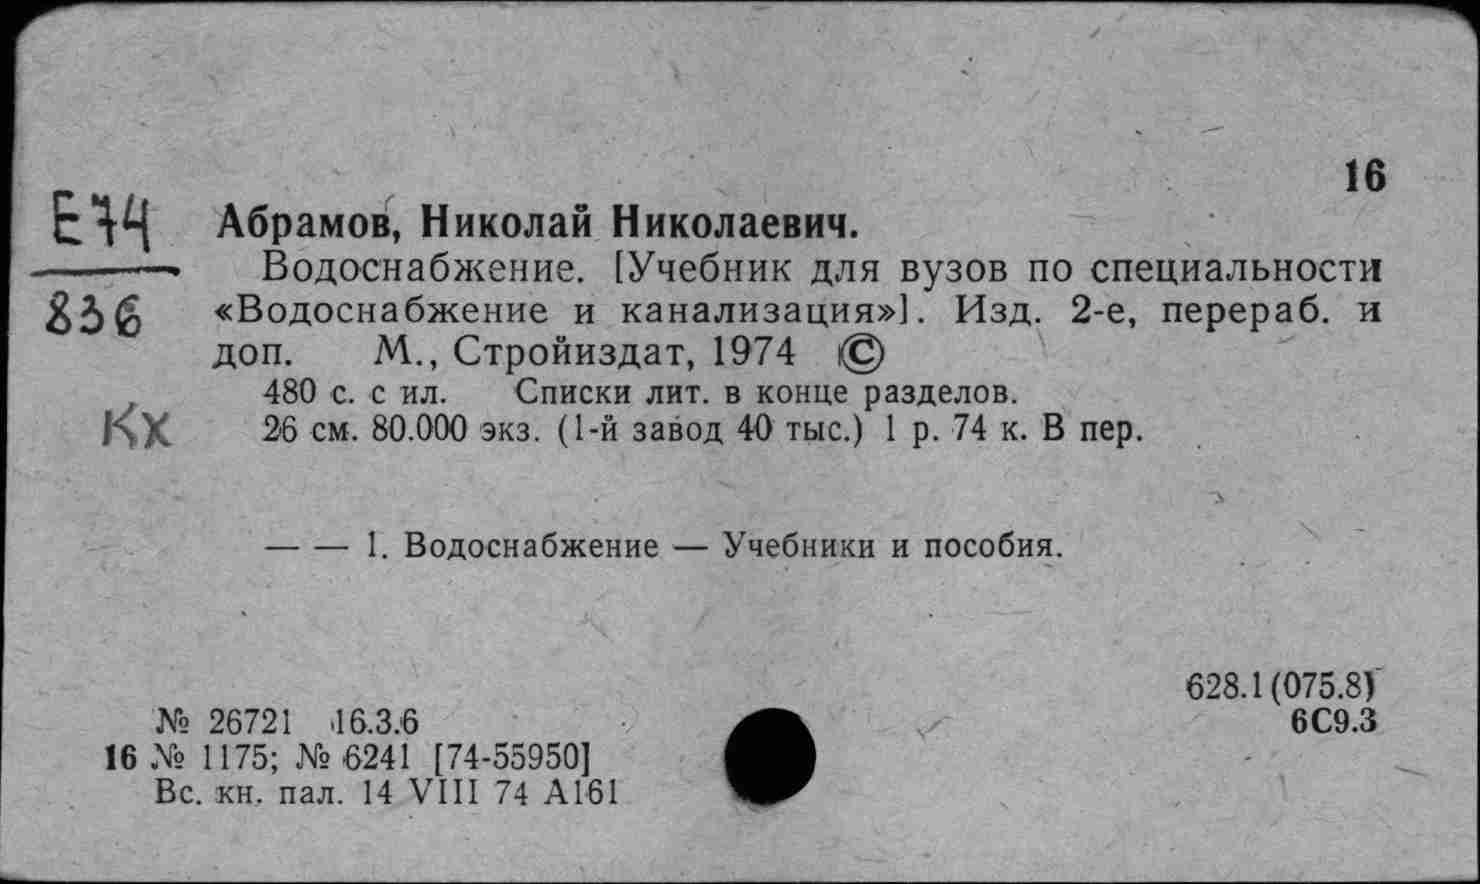 16
Е74
836
Кх
Абрамов, Николай Николаевич.
Водоснабжение. [Учебник для вузов по специальности
«Водоснабжение и канализация»]. Изд. 2-е, перераб. и
доп. М., Стройиздат, 1974 ©
480 с. с ил. Списки лит. в конце разделов.
26 см. 80.000 экз. (1-й завод 40 тыс.) 1 р. 74 к. В пер.
— — 1. Водоснабжение — Учебники и пособия.
628.1(075.8)
6С9.3
№ 26721 16.3.6
16 № 1175; № 6241 [74-55950]
Вс. кн. пал. 14 VIII 74 А161